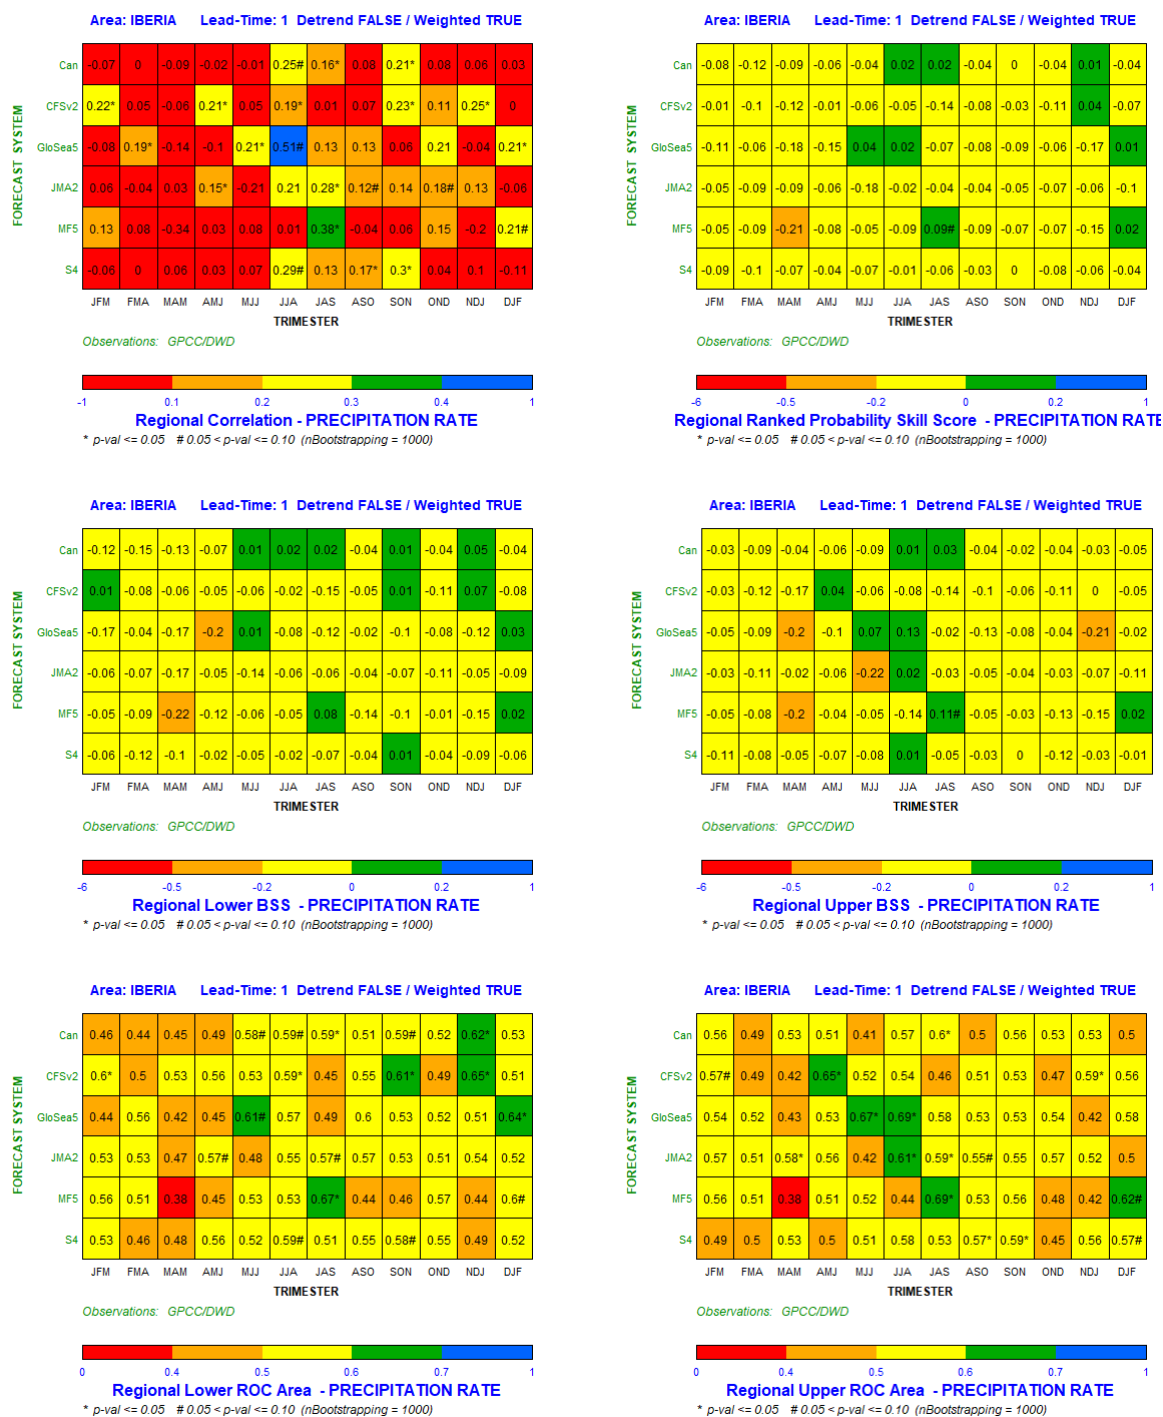 Area: IBERIA Lead-Time: 1 Detrend FALSE / Weighted TRUE
FORECAST SYSTEM
Can -0.07 0 -0.09 -0.02 -0.01 0.25# 0.16* 0.08 0.21* 0.08 0.06 0.03
CFSv2 0.22* 0.05 -0.06 0.21* 0.05 0.19* 0.01 0.07 0.23* 0.11 0.25* 0
GloSea5 -0.08 0.19* -0.14 -0.1 0.21* 0.51# 0.13 0.13 0.06 0.21 -0.04 0.21*
JMA2 0.06 -0.04 0.03 0.15* -0.21 0.21 0.28* 0.12# 0.14 0.18# 0.13 -0.06
MF5 0.13 0.08 -0.34 0.03 0.08 0.01 0.38* -0.04 0.06 0.15 -0.2 0.21#
S4 -0.06 0 0.06 0.03 0.07 0.29# 0.13 0.17* 0.3* 0.04 0.1 -0.11
JFM FMA MAM AMJ MJJ JJA JAS ASO SON OND NDJ DJF
TRIMESTER
Observations: GPCC/DWD
-1 0.1 0.2 0.3 0.4 1
Regional Correlation - PRECIPITATION RATE
* p-val <= 0.05 # 0.05 < p-val <= 0.10 (nBootstrapping = 1000)
Area: IBERIA Lead-Time: 1 Detrend FALSE / Weighted TRUE
FORECAST SYSTEM
Can -0.08 -0.12 -0.09 -0.06 -0.04 0.02 0.02 -0.04 0 -0.04 0.01 -0.04
CFSv2 -0.01 -0.1 -0.12 -0.01 -0.06 -0.05 -0.14 -0.08 -0.03 -0.11 0.04 -0.07
GloSea5 -0.11 -0.06 -0.18 -0.15 0.04 0.02 -0.07 -0.08 -0.09 -0.06 -0.17 0.01
JMA2 -0.05 -0.09 -0.09 -0.06 -0.18 -0.02 -0.04 -0.04 -0.05 -0.07 -0.06 -0.1
MF5 -0.05 -0.09 -0.21 -0.08 -0.05 -0.09 0.09# -0.09 -0.07 -0.07 -0.15 0.02
S4 -0.09 -0.1 -0.07 -0.04 -0.07 -0.01 -0.06 -0.03 0 -0.08 -0.06 -0.04
JFM FMA MAM AMJ MJJ JJA JAS ASO SON OND NDJ DJF
TRIMESTER
Observations: GPCC/DWD
-6 -0.5 -0.2 0 0.2 1
Regional Ranked Probability Skill Score - PRECIPITATION RATE
* p-val <= 0.05 # 0.05 < p-val <= 0.10 (nBootstrapping = 1000)
Area: IBERIA Lead-Time: 1 Detrend FALSE / Weighted TRUE
FORECAST SYSTEM
Can -0.12 -0.15 -0.13 -0.07 0.01 0.02 0.02 -0.04 0.01 -0.04 0.05 -0.04
CFSv2 0.01 -0.08 -0.06 -0.05 -0.06 -0.02 -0.15 -0.05 0.01 -0.11 0.07 -0.08
GloSea5 -0.17 -0.04 -0.17 -0.2 0.01 -0.08 -0.12 -0.02 -0.1 -0.08 -0.12 0.03
JMA2 -0.06 -0.07 -0.17 -0.05 -0.14 -0.06 -0.06 -0.04 -0.07 -0.11 -0.05 -0.09
MF5 -0.05 -0.09 -0.22 -0.12 -0.06 -0.05 0.08 -0.14 -0.1 -0.01 -0.15 0.02
S4 -0.06 -0.12 -0.1 -0.02 -0.05 -0.02 -0.07 -0.04 0.01 -0.04 -0.09 -0.06
JFM FMA MAM AMJ MJJ JJA JAS ASO SON OND NDJ DJF
TRIMESTER
Observations: GPCC/DWD
-6 -0.5 -0.2 0 0.2 1
Regional Lower BSS - PRECIPITATION RATE
* p-val <= 0.05 # 0.05 < p-val <= 0.10 (nBootstrapping = 1000)
Area: IBERIA Lead-Time: 1 Detrend FALSE / Weighted TRUE
FORECAST SYSTEM
Can -0.03 -0.09 -0.04 -0.06 -0.09 0.01 0.03 -0.04 -0.02 -0.04 -0.03 -0.05
CFSv2 -0.03 -0.12 -0.17 0.04 -0.06 -0.08 -0.14 -0.1 -0.06 -0.11 0 -0.05
GloSea5 -0.05 -0.09 -0.2 -0.1 0.07 0.13 -0.02 -0.13 -0.08 -0.04 -0.21 -0.02
JMA2 -0.03 -0.11 -0.02 -0.06 -0.22 0.02 -0.03 -0.05 -0.04 -0.03 -0.07 -0.11
MF5 -0.05 -0.08 -0.2 -0.04 -0.05 -0.14 0.11# -0.05 -0.03 -0.13 -0.15 0.02
S4 -0.11 -0.08 -0.05 -0.07 -0.08 0.01 -0.05 -0.03 0 -0.12 -0.03 -0.01
JFM FMA MAM AMJ MJJ JJA JAS ASO SON OND NDJ DJF
TRIMESTER
Observations: GPCC/DWD
-6 -0.5 -0.2 0 0.2 1
Regional Upper BSS - PRECIPITATION RATE
* p-val <= 0.05 # 0.05 < p-val <= 0.10 (nBootstrapping = 1000)
Area: IBERIA Lead-Time: 1 Detrend FALSE / Weighted TRUE
FORECAST SYSTEM
Can 0.46 0.44 0.45 0.49 0.58# 0.59# 0.59* 0.51 0.59# 0.52 0.62* 0.53
CFSv2 0.6* 0.5 0.53 0.56 0.53 0.59* 0.45 0.55 0.61* 0.49 0.65* 0.51
GloSea5 0.44 0.56 0.42 0.45 0.61# 0.57 0.49 0.6 0.53 0.52 0.51 0.64*
JMA2 0.53 0.53 0.47 0.57# 0.48 0.55 0.57# 0.57 0.53 0.51 0.54 0.52
MF5 0.56 0.51 0.38 0.45 0.53 0.53 0.67* 0.44 0.46 0.57 0.44 0.6#
S4 0.53 0.46 0.48 0.56 0.52 0.59# 0.51 0.55 0.58# 0.55 0.49 0.52
JFM FMA MAM AMJ MJJ JJA JAS ASO SON OND NDJ DJF
TRIMESTER
Observations: GPCC/DWD
0 0.4 0.5 0.6 0.7 1
Regional Lower ROC Area - PRECIPITATION RATE
* p-val <= 0.05 # 0.05 < p-val <= 0.10 (nBootstrapping = 1000)
Area: IBERIA Lead-Time: 1 Detrend FALSE / Weighted TRUE
FORECAST SYSTEM
Can 0.56 0.49 0.53 0.51 0.41 0.57 0.6* 0.5 0.56 0.53 0.53 0.5
CFSv2 0.57# 0.49 0.42 0.65* 0.52 0.54 0.46 0.51 0.53 0.47 0.59* 0.56
GloSea5 0.54 0.52 0.43 0.53 0.67* 0.69* 0.58 0.53 0.53 0.54 0.42 0.58
JMA2 0.57 0.51 0.58* 0.56 0.42 0.61* 0.59* 0.55# 0.55 0.57 0.52 0.5
MF5 0.56 0.51 0.38 0.51 0.52 0.44 0.69* 0.53 0.56 0.48 0.42 0.62#
S4 0.49 0.5 0.53 0.5 0.51 0.58 0.53 0.57* 0.59* 0.45 0.56 0.57#
JFM FMA MAM AMJ MJJ JJA JAS ASO SON OND NDJ DJF
TRIMESTER
Observations: GPCC/DWD
0 0.4 0.5 0.6 0.7 1
Regional Upper ROC Area - PRECIPITATION RATE
* p-val <= 0.05 # 0.05 < p-val <= 0.10 (nBootstrapping = 1000)